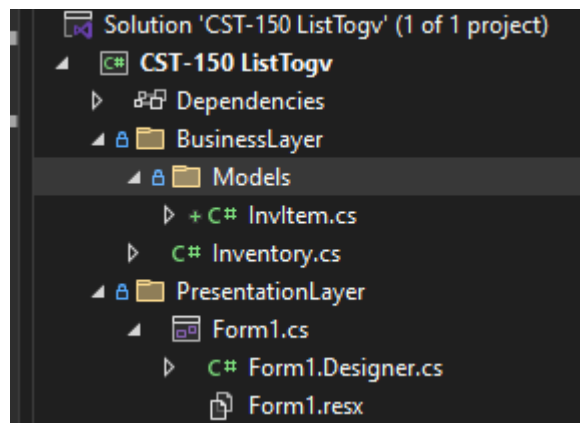 Solution 'CST-150 ListTogv' (1 of 1 project)
C# CST-150 ListTogv
Dependencies
BusinessLayer
Models
+ C# InvItem.cs
C# Inventory.cs
PresentationLayer
Form1.cs
C# Form1.Designer.cs
Form1.resx